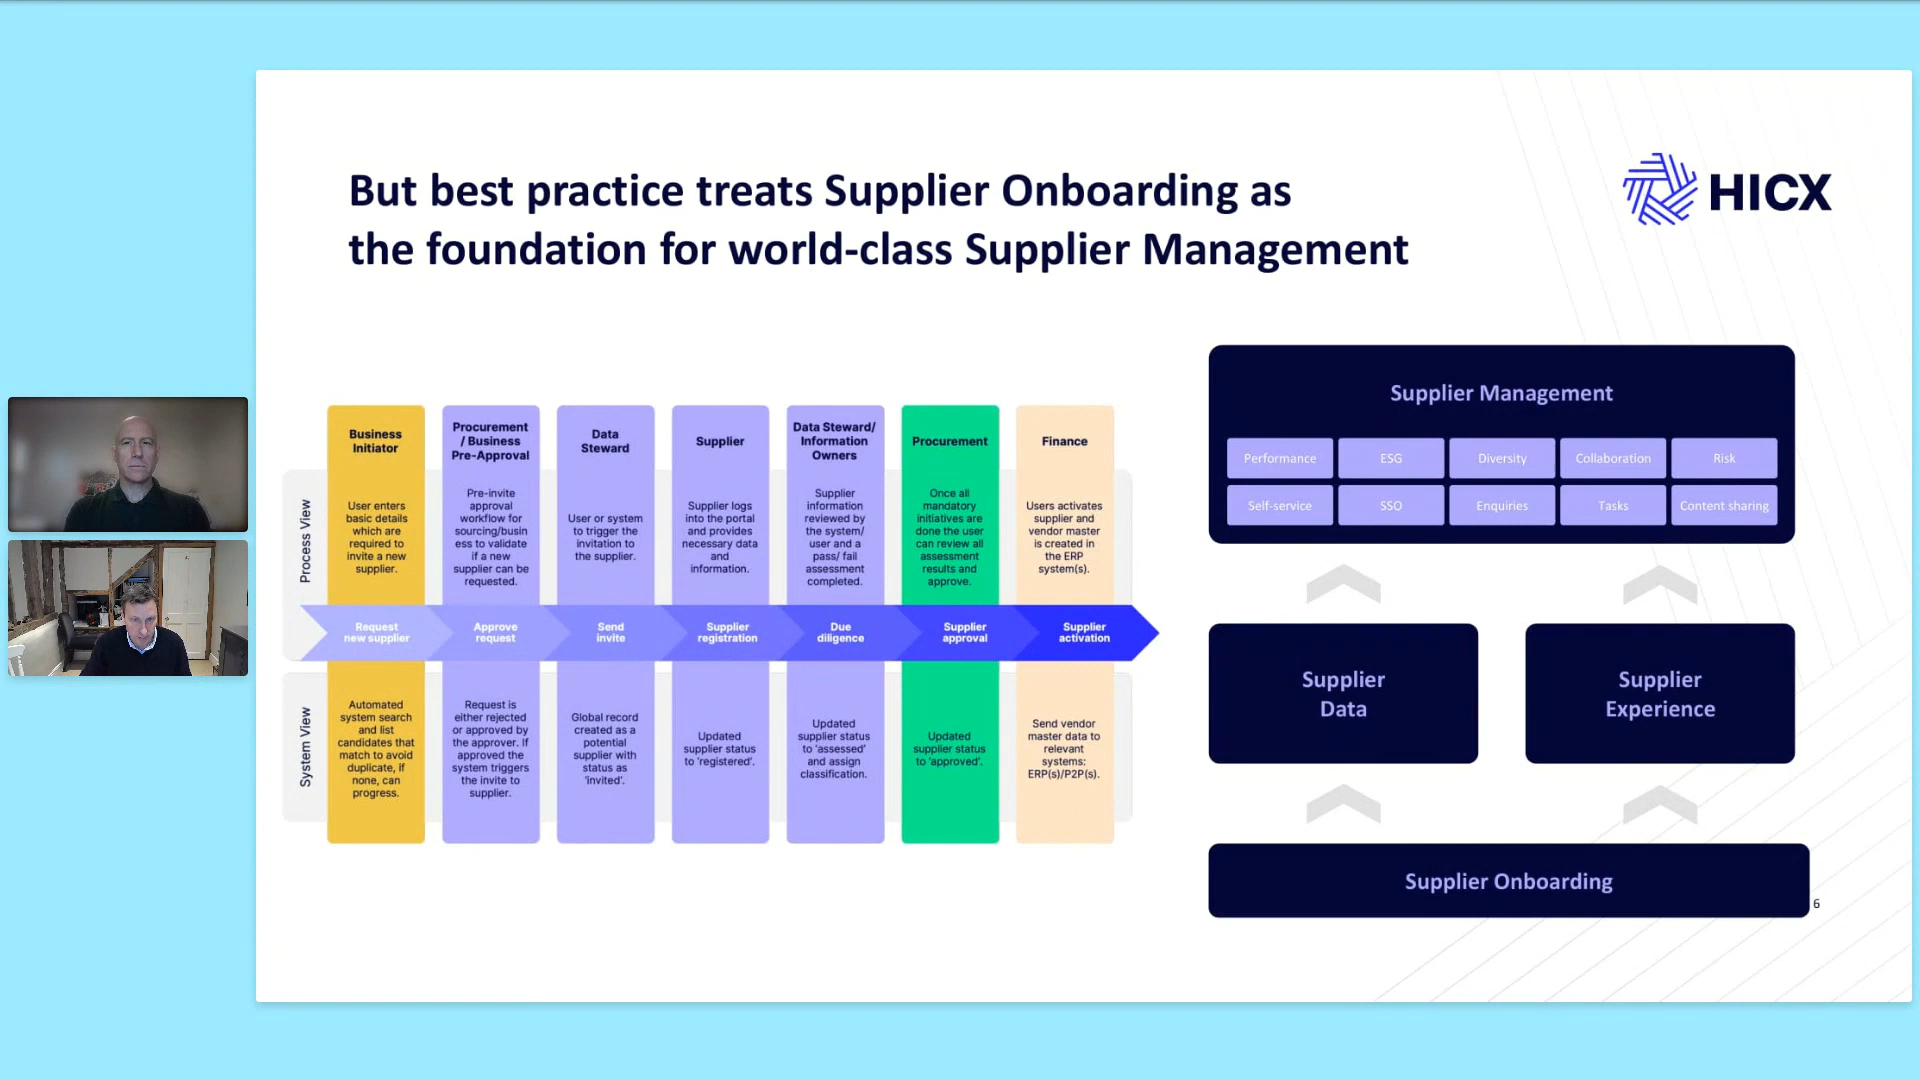 But best practice treats Supplier Onboarding as
the foundation for world-class Supplier Management
HICX
Process View
System View
Business
Initiator
User enters
basic details
which are
required to
invite a new
supplier.
Request
new supplier
Automated
system search
and list
candidates that
match to avoid
duplicate, if
none, can
progress.
Procurement
/ Business
Pre-Approval
Pre-invite
approval
workflow for
sourcing/busin
ess to validate
if a new
supplier can be
requested.
Approve
request
Request is
either rejected
or approved by
the approver. If
approved the
system triggers
the invite to
supplier.
Data
Steward
User or system
to trigger the
invitation to
the supplier.
Send
invite
Global record
created as a
potential
supplier with
status as
‘invited’.
Supplier
Supplier logs
into the portal
and provides
necessary data
and
information.
Supplier
registration
Updated
supplier status
to ‘registered’.
Data Steward/
Information
Owners
Supplier
information
reviewed by
the system/
user and a
pass/ fail
assessment
completed.
Due
diligence
Updated
supplier status
to ‘assessed’
and assign
classification.
Procurement
Once all
mandatory
initiatives are
done the user
can review all
assessment
results and
approve.
Supplier
approval
Updated
supplier status
to ‘approved’.
Finance
Users activates
supplier and
vendor master
is created in
the ERP
system(s).
Supplier
activation
Send vendor
master data to
relevant
systems:
ERP(s)/P2P(s).
Supplier Management
Performance
ESG
Diversity
Collaboration
Risk
Self-service
SSO
Enquiries
Tasks
Content sharing
Supplier
Data
Supplier
Experience
Supplier Onboarding
6